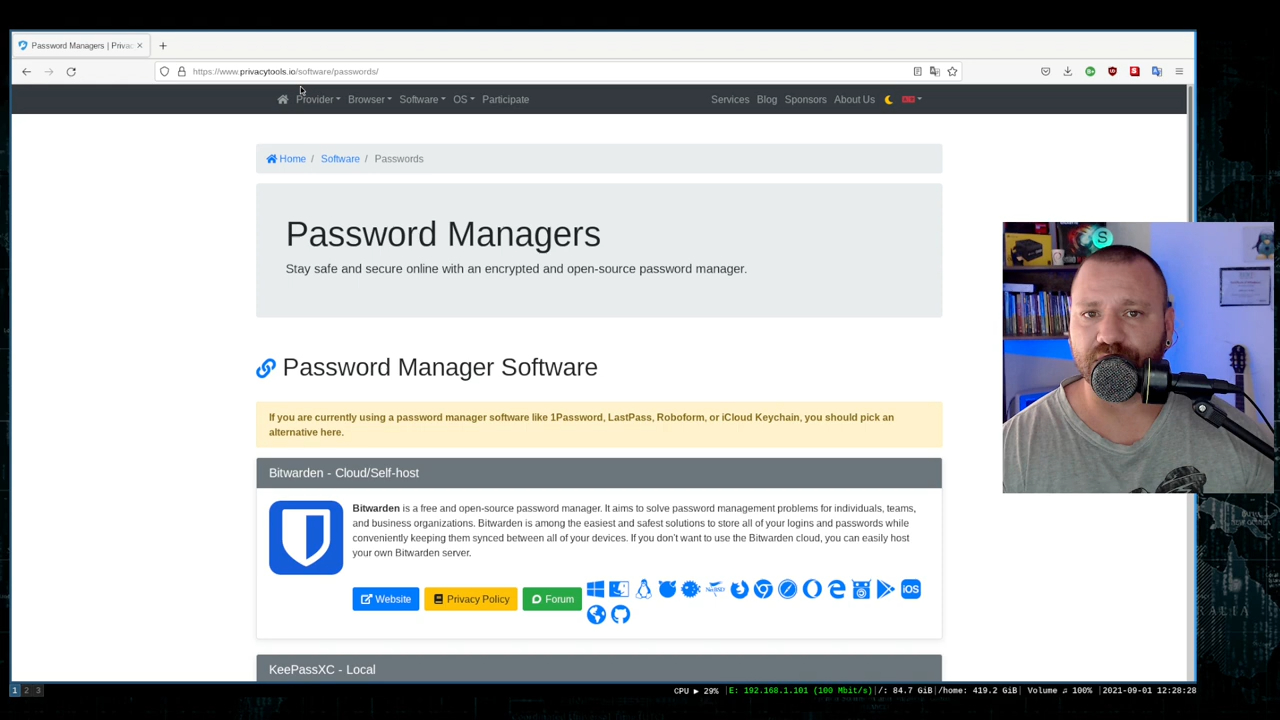 Password Managers | Privac
https://www.privacytools.io/software/passwords/
Provider Browser Software OS Participate Services Blog Sponsors About Us
Home / Software / Passwords
Password Managers
Stay safe and secure online with an encrypted and open-source password manager.
Password Manager Software
If you are currently using a password manager software like 1Password, LastPass, Roboform, or iCloud Keychain, you should pick an
alternative here.
Bitwarden - Cloud/Self-host
Bitwarden is a free and open-source password manager. It aims to solve password management problems for individuals, teams,
and business organizations. Bitwarden is among the easiest and safest solutions to store all of your logins and passwords while
conveniently keeping them synced between all of your devices. If you don't want to use the Bitwarden cloud, you can easily host
your own Bitwarden server.
Website Privacy Policy Forum iOS
KeePassXC - Local
1 2 3
CPU ▶ 29% |E: 192.168.1.101 (100 Mbit/s)|/: 84.7 GiB|/home: 419.2 GiB| Volume ♫ 100% |2021-09-01 12:28:28